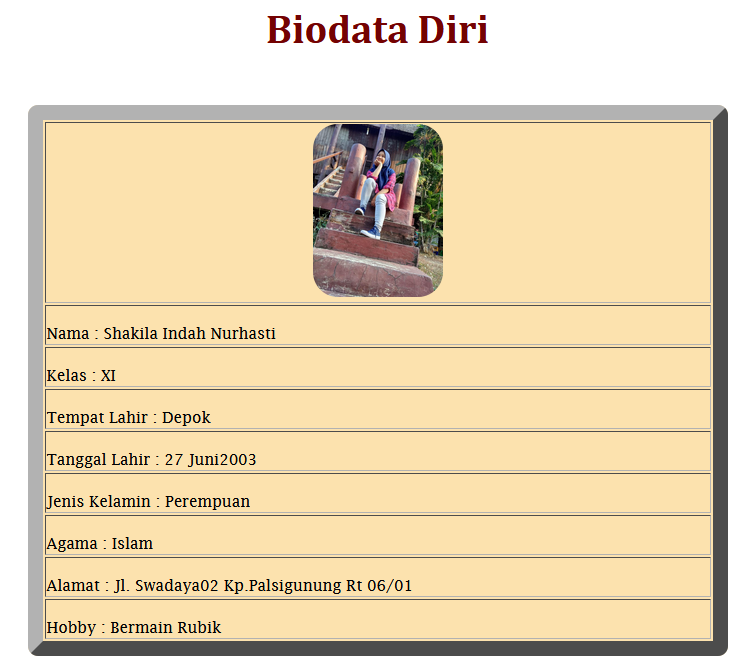 Biodata Diri
Nama : Shakila Indah Nurhasti
Kelas : XI
Tempat Lahir : Depok
Tanggal Lahir : 27 Juni2003
Jenis Kelamin : Perempuan
Agama : Islam
Alamat : Jl. Swadaya02 Kp.Palsigunung Rt 06/01
Hobby : Bermain Rubik